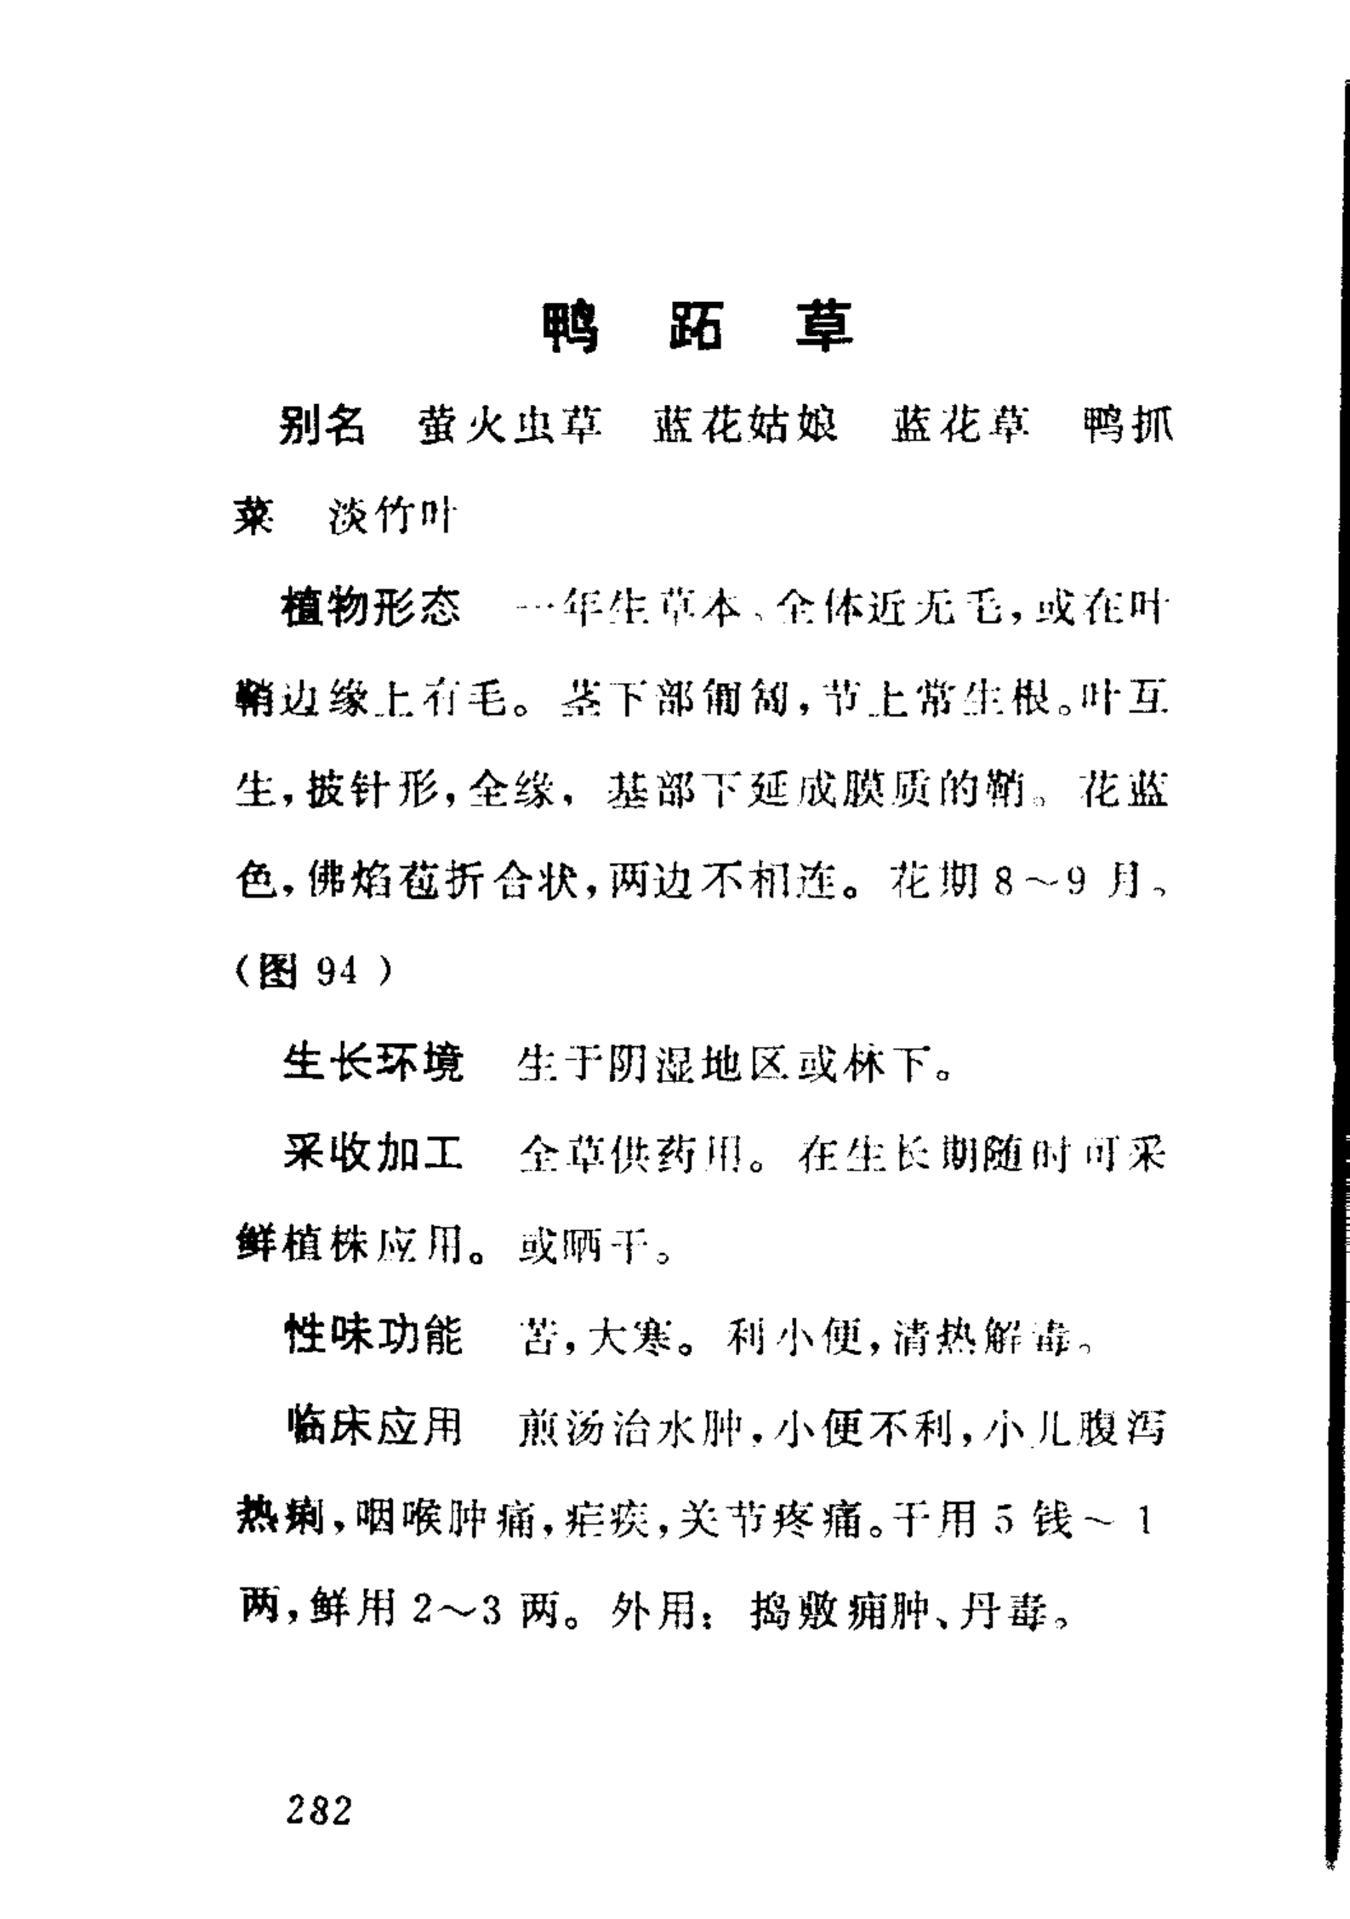 鸭 跖 草
别名 萤火虫草 蓝花姑娘 蓝花草 鸭抓
菜 淡竹叶
植物形态 一年生草本、全体近无毛，或在叶
鞘边缘上有毛。茎下部匍匐，节上常生根。叶互
生，披针形，全缘，基部下延成膜质的鞘。花蓝
色，佛焰苞折合状，两边不相连。花期 8～9 月。
（图 94 ）
生长环境 生于阴湿地区或林下。
采收加工 全草供药用。在生长期随时可采
鲜植株应用。或晒干。
性味功能 苦，大寒。利小便，清热解毒。
临床应用 煎汤治水肿，小便不利，小儿腹泻
热痢，咽喉肿痛，疟疾，关节疼痛。干用 5 钱～ 1
两，鲜用 2～3 两。外用：捣敷痈肿、丹毒。
282